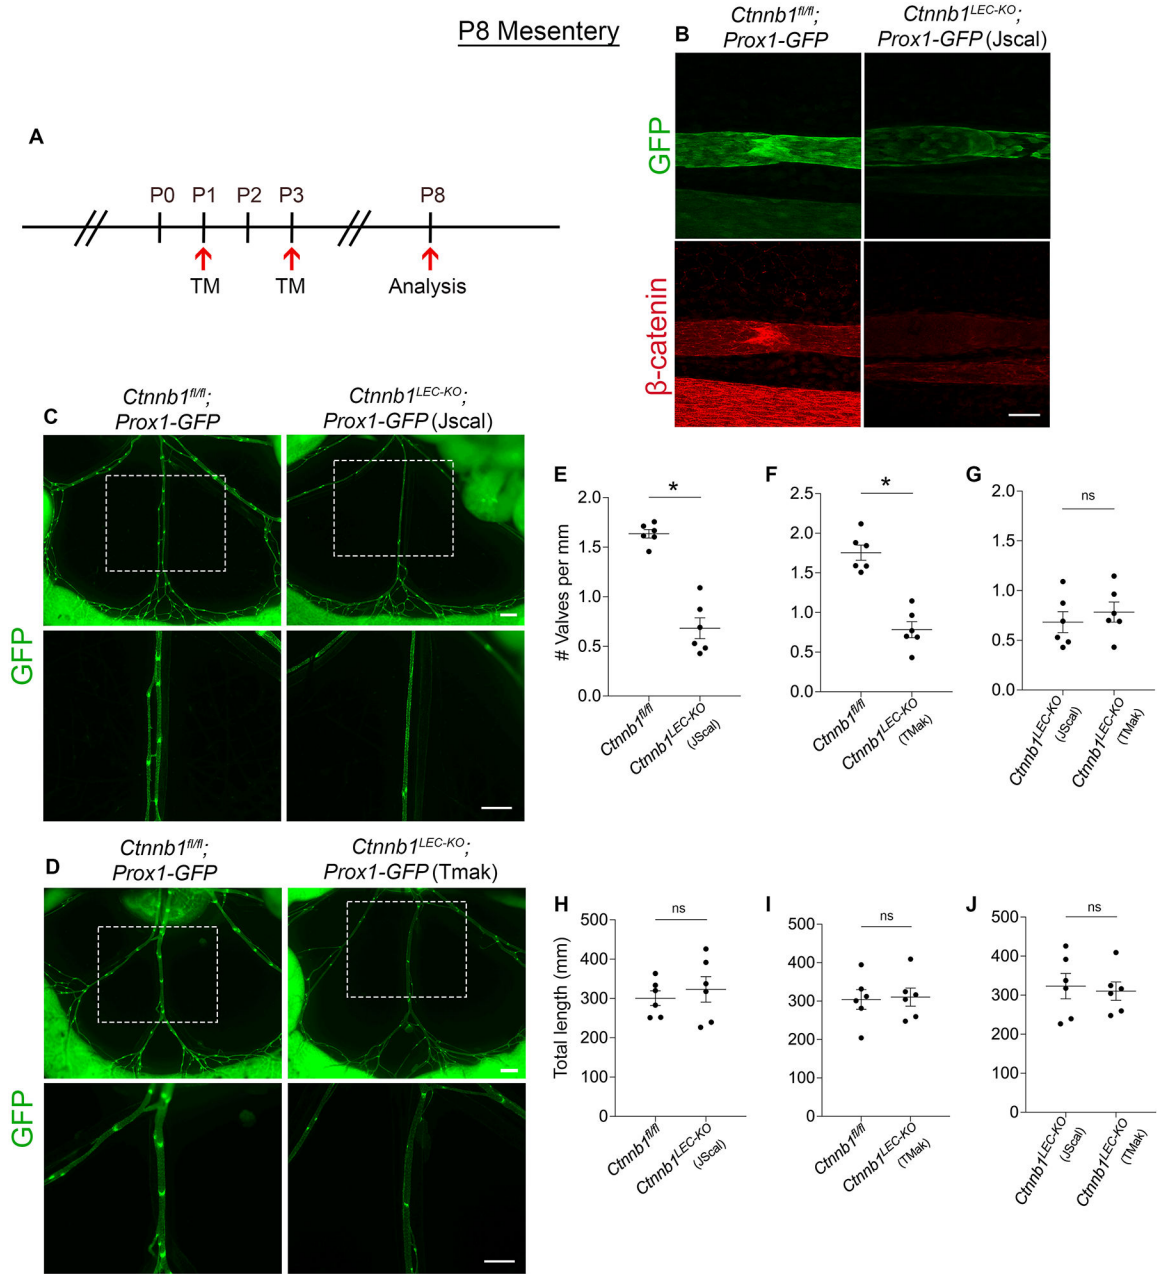 P8 Mesentery
A
P0 P1 P2 P3 P8
TM TM Analysis
B
Ctnnb1fl/fl; Ctnnb1LEC-KO;
Prox1-GFP Prox1-GFP (Jscal)
GFP
β-catenin
C
Ctnnb1fl/fl; Ctnnb1LEC-KO;
Prox1-GFP Prox1-GFP (Jscal)
GFP
D
Ctnnb1fl/fl; Ctnnb1LEC-KO;
Prox1-GFP Prox1-GFP (Tmak)
GFP
E
# Valves per mm
2.0
1.5
1.0
0.5
0.0
*
Ctnnb1fl/fl
Ctnnb1LEC-KO
(JScal)
F
2.5
2.0
1.5
1.0
0.5
0.0
*
Ctnnb1fl/fl
Ctnnb1LEC-KO
(TMak)
G
2.0
1.5
1.0
0.5
0.0
ns
Ctnnb1LEC-KO
(JScal)
Ctnnb1LEC-KO
(TMak)
H
Total length (mm)
500
400
300
200
100
0
ns
Ctnnb1fl/fl
Ctnnb1LEC-KO
(JScal)
I
500
400
300
200
100
0
ns
Ctnnb1fl/fl
Ctnnb1LEC-KO
(TMak)
J
500
400
300
200
100
0
ns
Ctnnb1LEC-KO
(JScal)
Ctnnb1LEC-KO
(TMak)